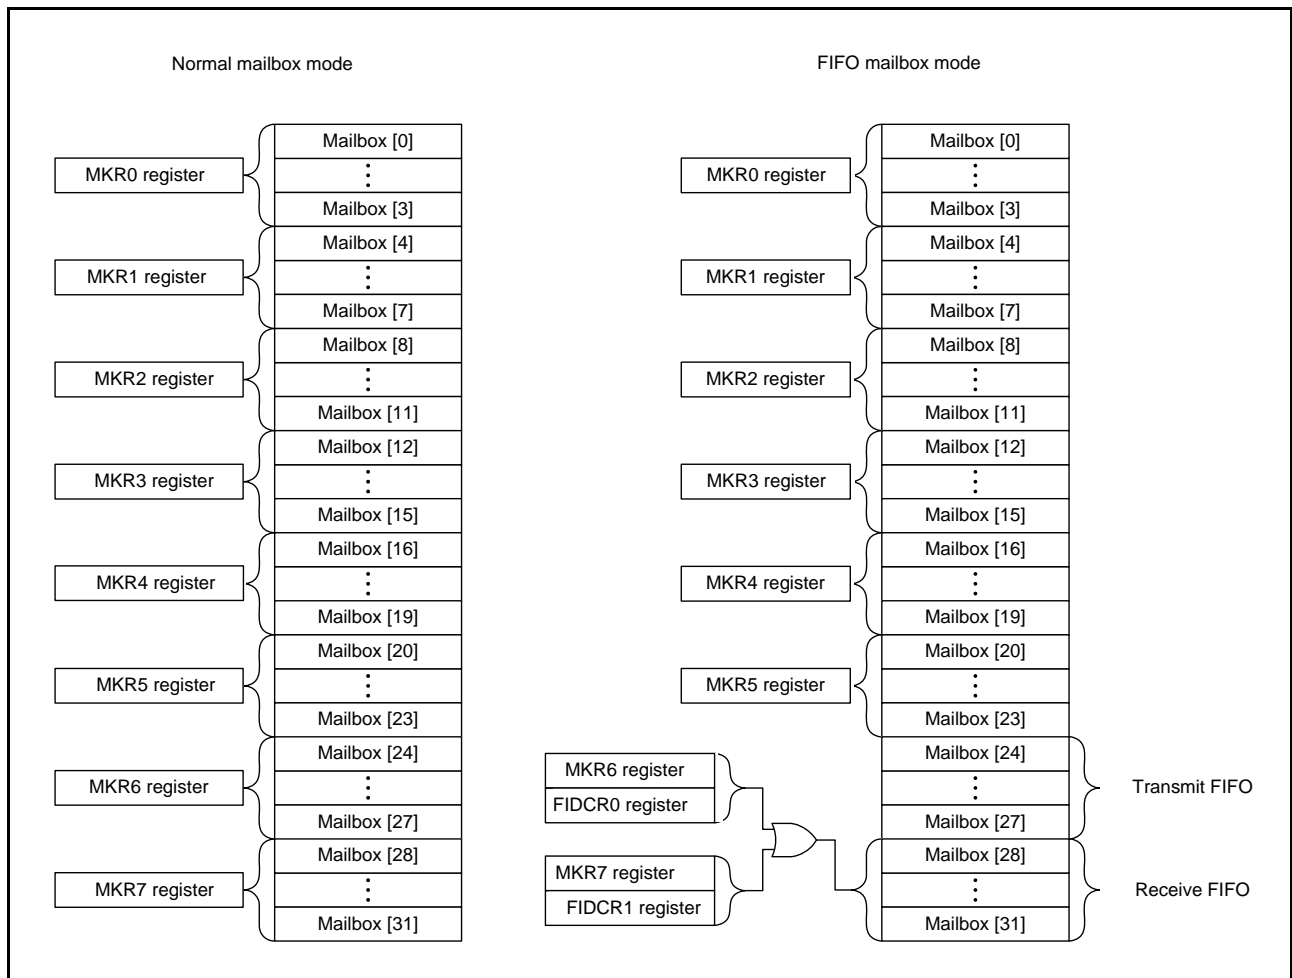 Normal mailbox mode
Mailbox [0]
MKR0 register
Mailbox [3]
Mailbox [4]
MKR1 register
Mailbox [7]
Mailbox [8]
MKR2 register
Mailbox [11]
Mailbox [12]
MKR3 register
Mailbox [15]
Mailbox [16]
MKR4 register
Mailbox [19]
Mailbox [20]
MKR5 register
Mailbox [23]
Mailbox [24]
MKR6 register
Mailbox [27]
Mailbox [28]
MKR7 register
Mailbox [31]
FIFO mailbox mode
Mailbox [0]
MKR0 register
Mailbox [3]
Mailbox [4]
MKR1 register
Mailbox [7]
Mailbox [8]
MKR2 register
Mailbox [11]
Mailbox [12]
MKR3 register
Mailbox [15]
Mailbox [16]
MKR4 register
Mailbox [19]
Mailbox [20]
MKR5 register
Mailbox [23]
Mailbox [24]
MKR6 register
Transmit FIFO
FIDCR0 register
Mailbox [27]
Mailbox [28]
MKR7 register
Receive FIFO
FIDCR1 register
Mailbox [31]